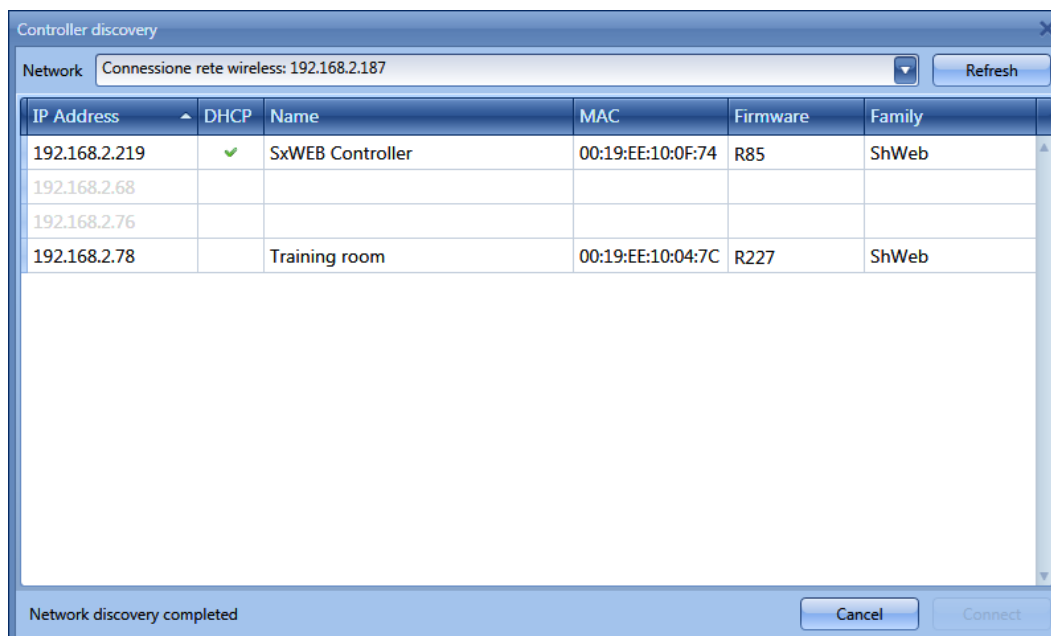 Controller discovery
Network Connessione rete wireless: 192.168.2.187 Refresh
IP Address DHCP Name MAC Firmware Family
192.168.2.219 SxWEB Controller 00:19:EE:10:0F:74 R85 ShWeb
192.168.2.68
192.168.2.76
192.168.2.78 Training room 00:19:EE:10:04:7C R227 ShWeb
Network discovery completed Cancel Connect